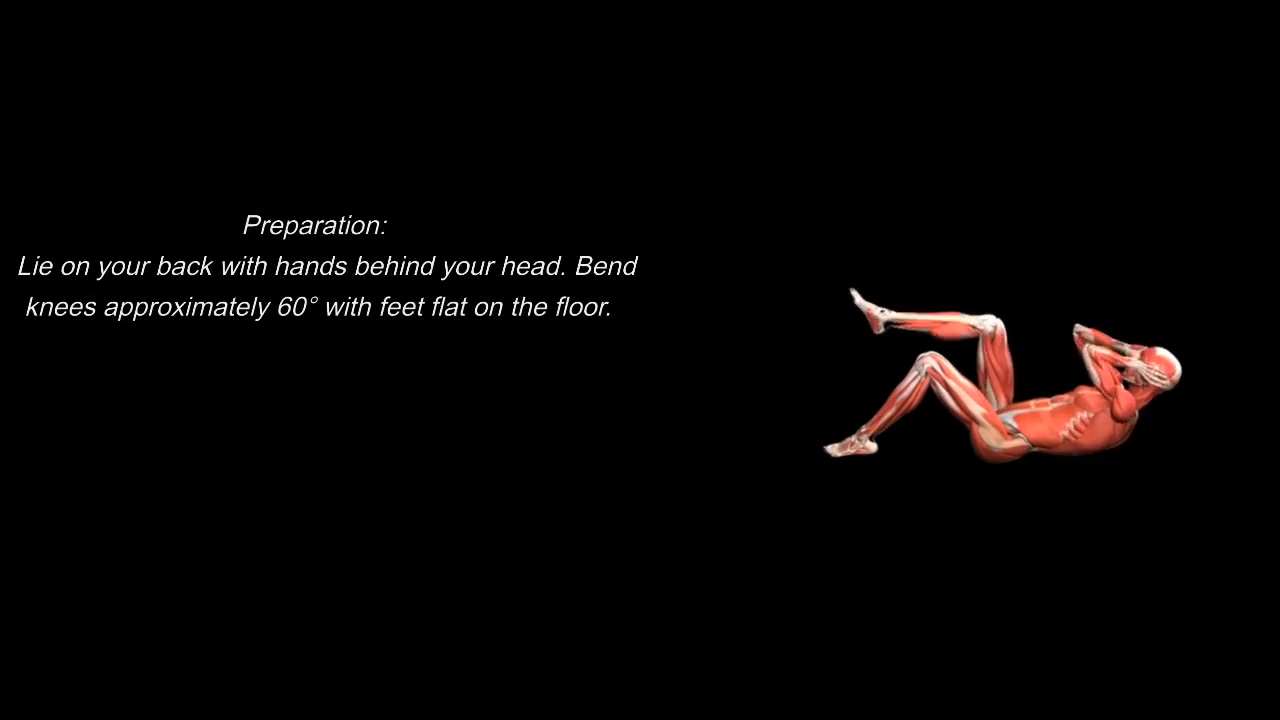 Preparation:
Lie on your back with hands behind your head. Bend
knees approximately 60° with feet flat on the floor.